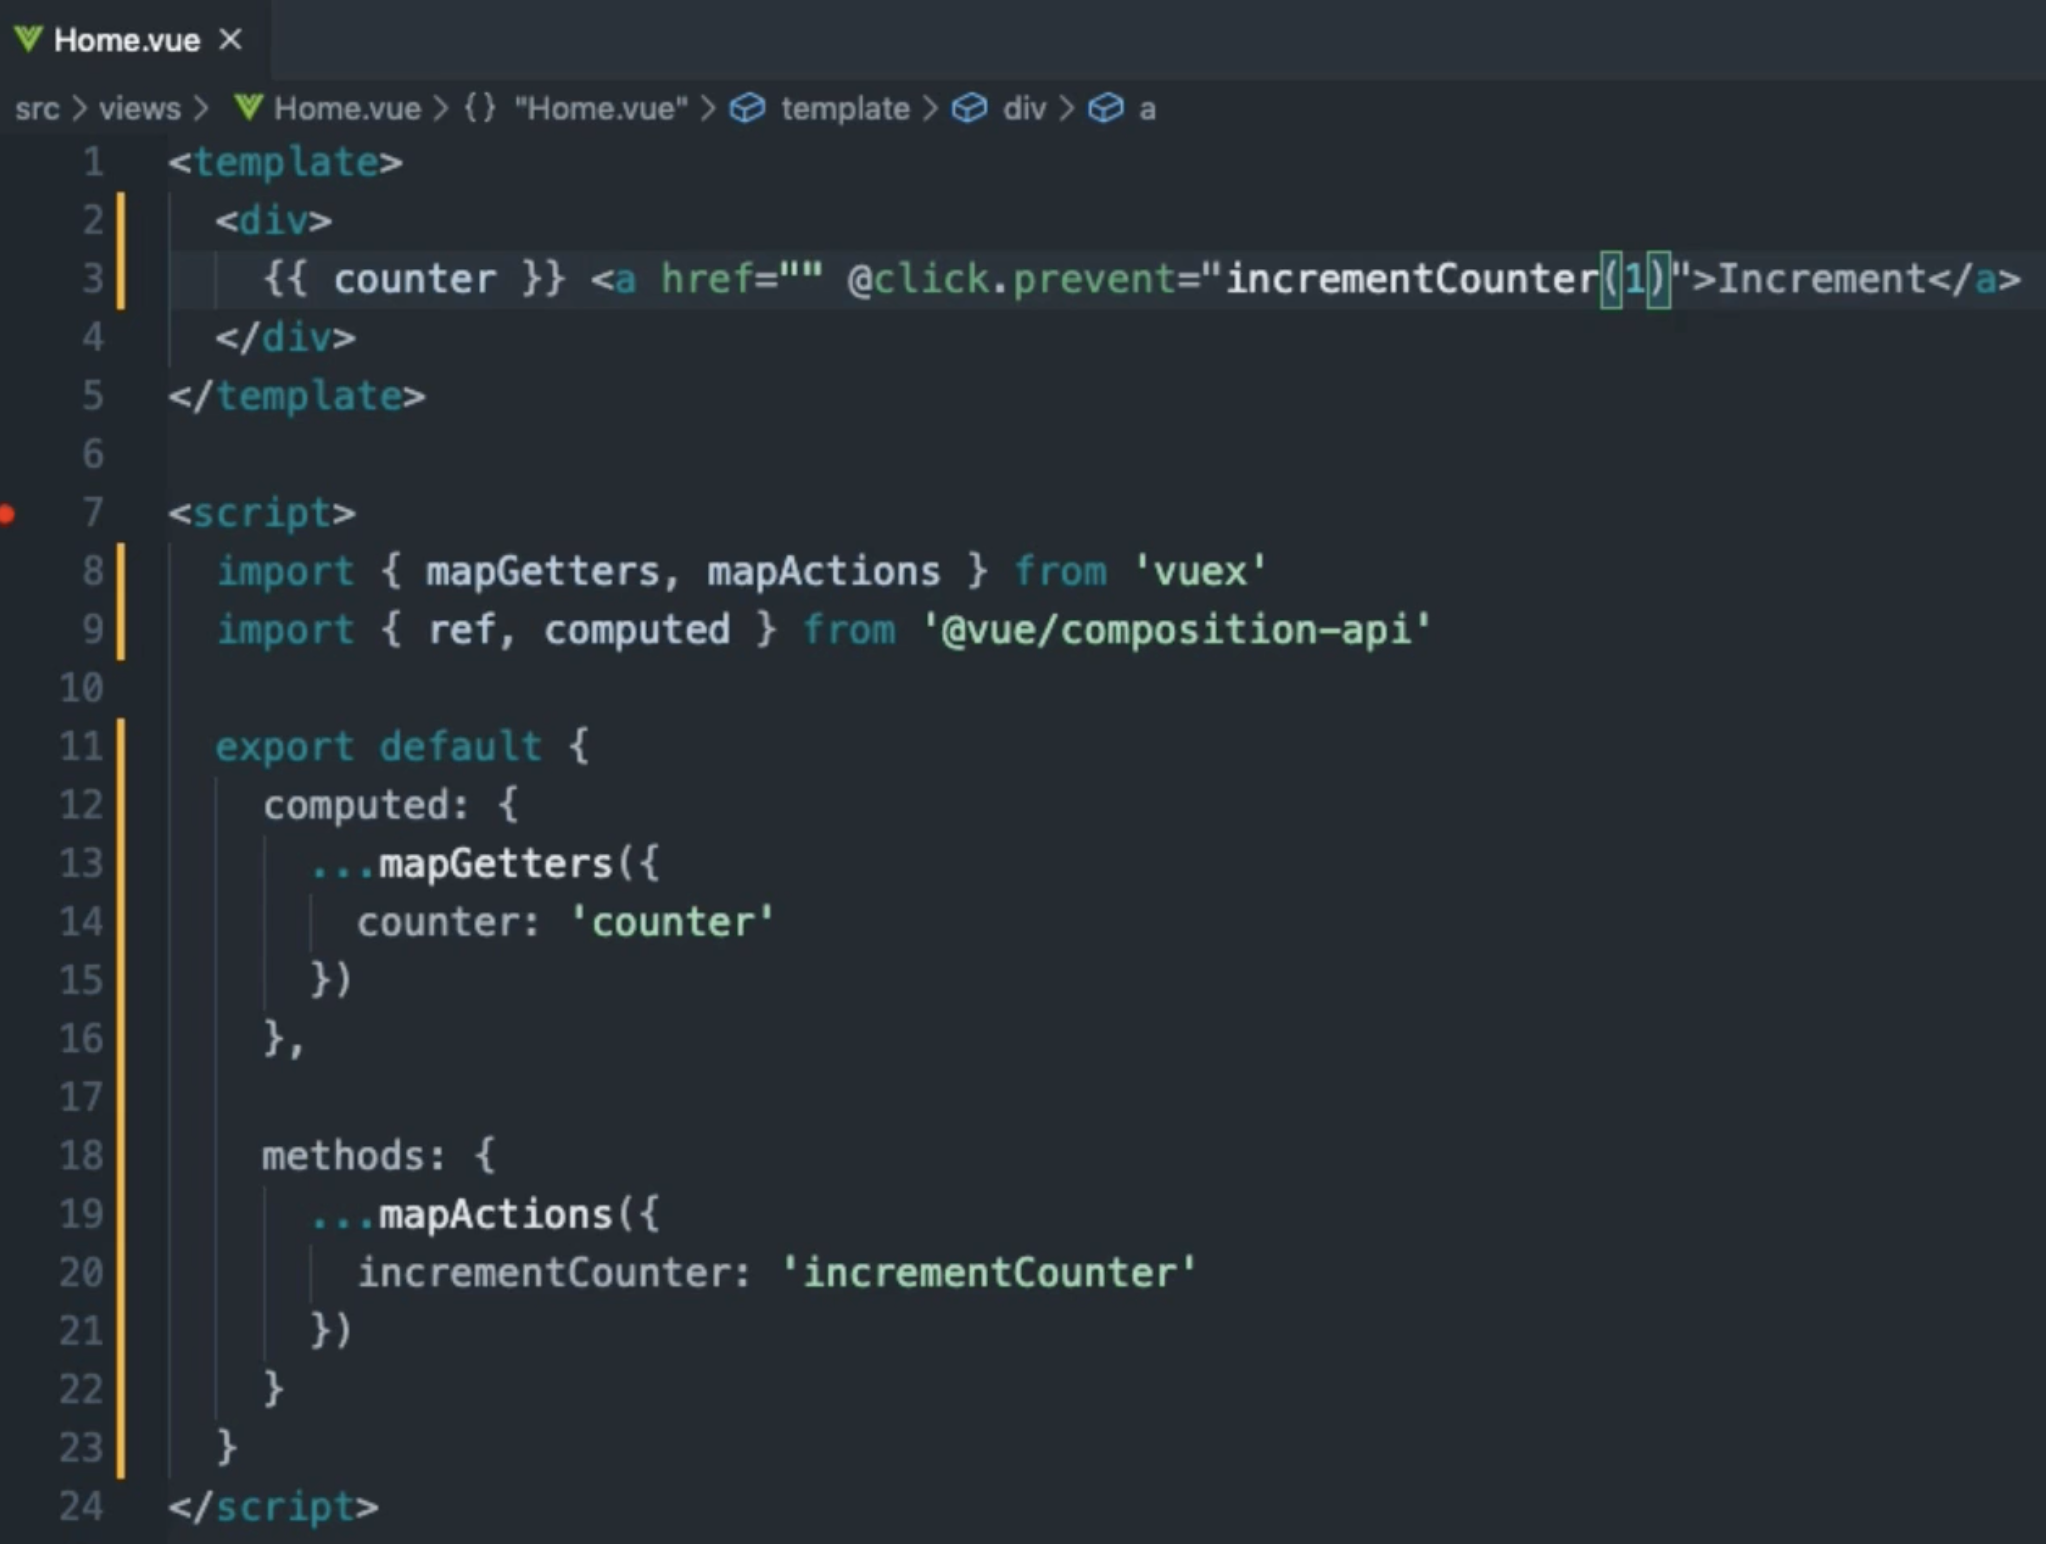 Home.vue ×
src > views > Home.vue > {} "Home.vue" > template > div > a
1 <template>
2   <div>
3     {{ counter }} <a href="" @click.prevent="incrementCounter(1)">Increment</a>
4   </div>
5 </template>
6
7 <script>
8   import { mapGetters, mapActions } from 'vuex'
9   import { ref, computed } from '@vue/composition-api'
10
11   export default {
12     computed: {
13       ...mapGetters({
14         counter: 'counter'
15       })
16     },
17
18     methods: {
19       ...mapActions({
20         incrementCounter: 'incrementCounter'
21       })
22     }
23   }
24 </script>